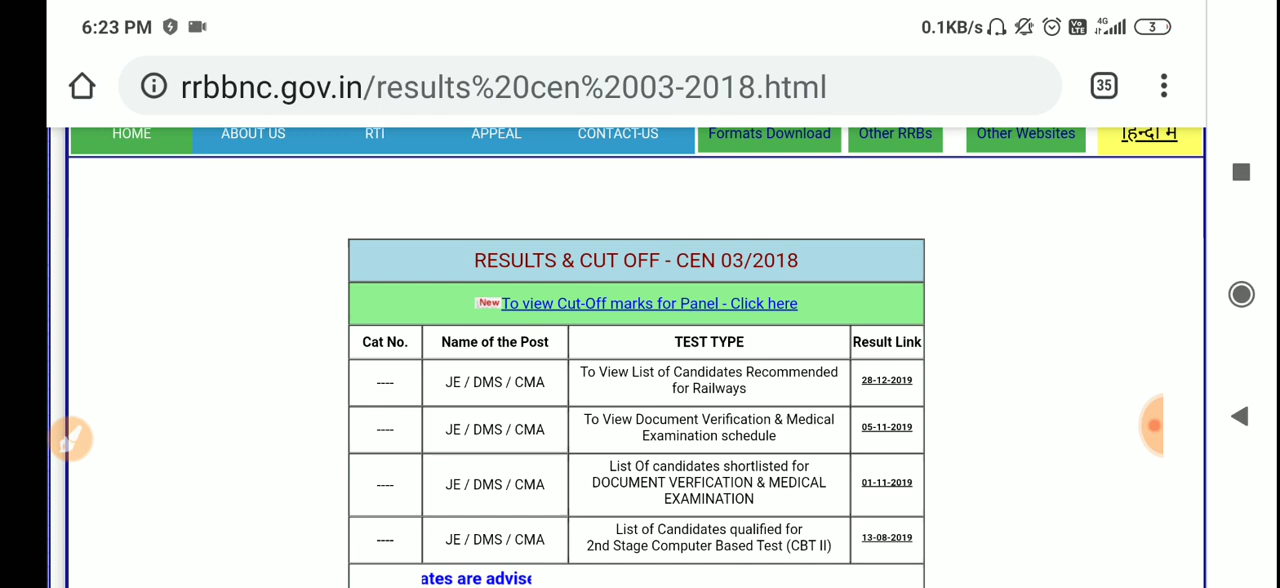 6:23 PM 0.1KB/s Vo LTE 4G 3
rrbbnc.gov.in/results%20cen%2003-2018.html 35
HOME ABOUT US RTI APPEAL CONTACT-US Formats Download Other RRBs Other Websites हिन्दी में
RESULTS & CUT OFF - CEN 03/2018
New To view Cut-Off marks for Panel - Click here
Cat No. Name of the Post TEST TYPE Result Link
---- JE / DMS / CMA To View List of Candidates Recommended
for Railways 28-12-2019
---- JE / DMS / CMA To View Document Verification & Medical
Examination schedule 05-11-2019
List Of candidates shortlisted for
---- JE / DMS / CMA DOCUMENT VERFICATION & MEDICAL 01-11-2019
EXAMINATION
---- JE / DMS / CMA List of Candidates qualified for
2nd Stage Computer Based Test (CBT II) 13-08-2019
ates are advise